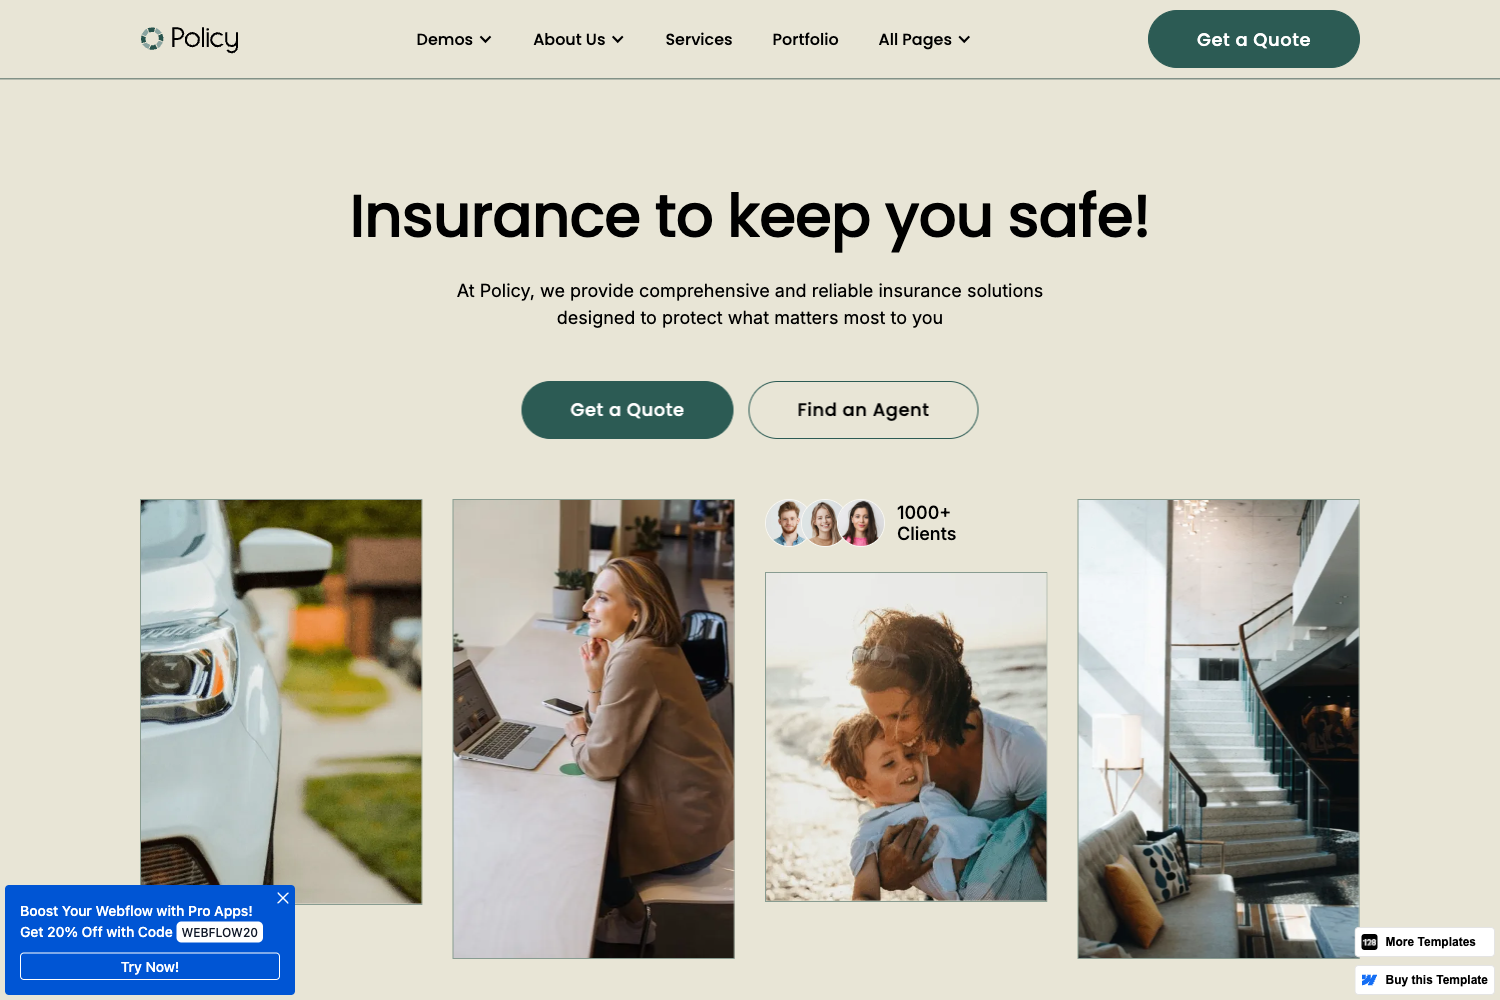 Policy
Demos
About Us
Services
Portfolio
All Pages
Get a Quote
Insurance to keep you safe!
At Policy, we provide comprehensive and reliable insurance solutions
designed to protect what matters most to you
Get a Quote
Find an Agent
1000+
Clients
Boost Your Webflow with Pro Apps!
Get 20% Off with Code WEBFLOW20
Try Now!
128
More Templates
Buy this Template